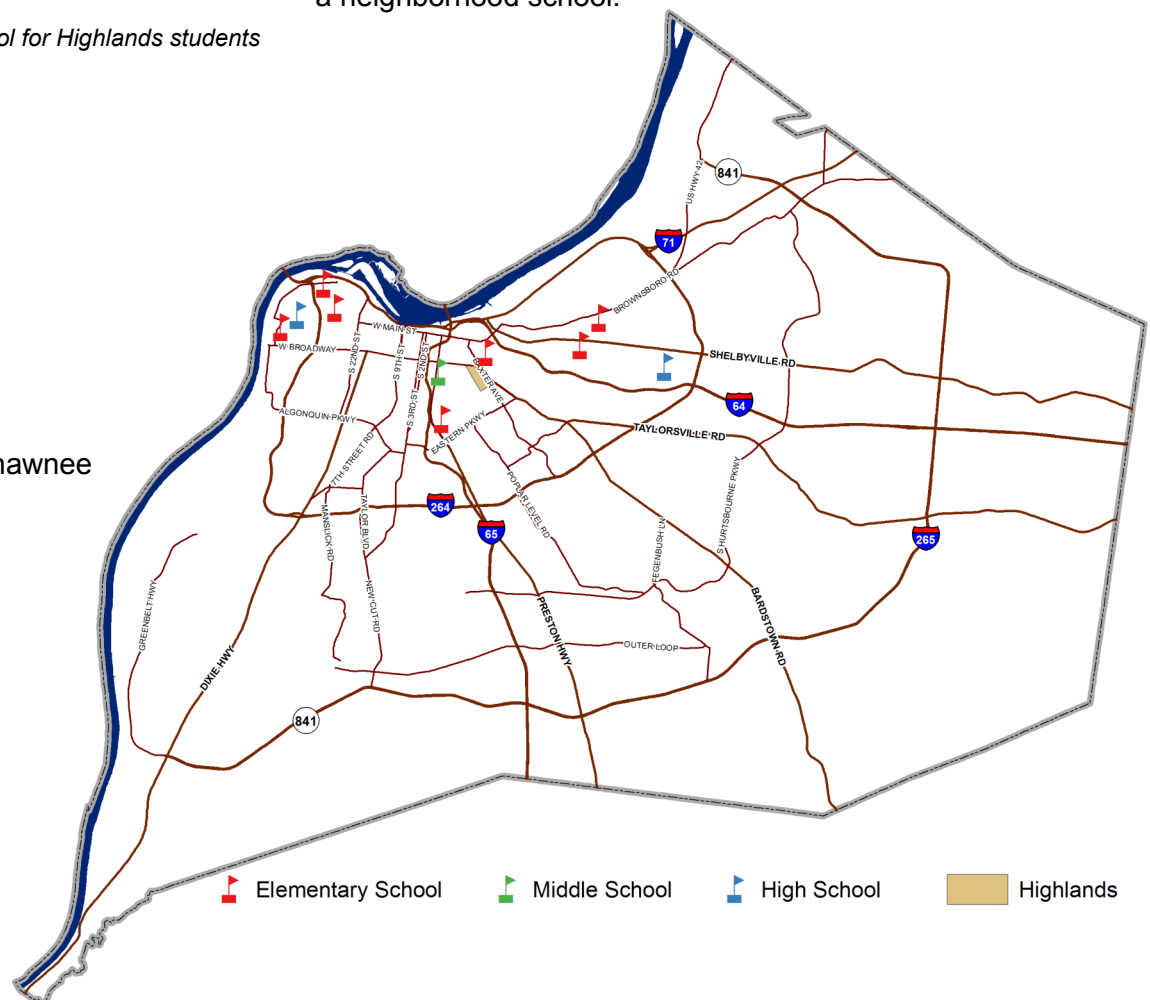 a neighborhood school.
ol for Highlands students
841
US HWY 42
71
BROWNSBORO RD
W MAIN ST
W BROADWAY
S 22ND ST
S 9TH ST
S 2ND ST
S 3RD ST
BAXTER AVE
SHELBYVILLE RD
64
ALGONQUIN PKWY
EASTERN PKWY
TAYLORSVILLE RD
7TH STREET RD
hawnee
POPLAR LEVEL RD
S HURTSBOURNE PKWY
264
65
265
MANSLICK RD
TAYLOR BLVD
FEGENBUSH LN
NEW CUT RD
GREENBELT HWY
PRESTON HWY
BARDSTOWN RD
DIXIE HWY
OUTER LOOP
841
Elementary School
Middle School
High School
Highlands